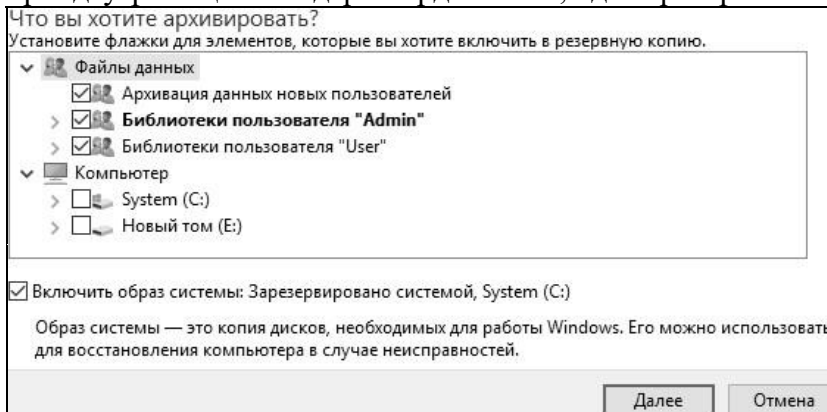 Что вы хотите архивировать?
Установите флажки для элементов, которые вы хотите включить в резервную копию.
Файлы данных
Архивация данных новых пользователей
Библиотеки пользователя "Admin"
Библиотеки пользователя "User"
Компьютер
System (C:)
Новый том (E:)
Включить образ системы: Зарезервировано системой, System (C:)
Образ системы — это копия дисков, необходимых для работы Windows. Его можно использовать
для восстановления компьютера в случае неисправностей.
Далее Отмена